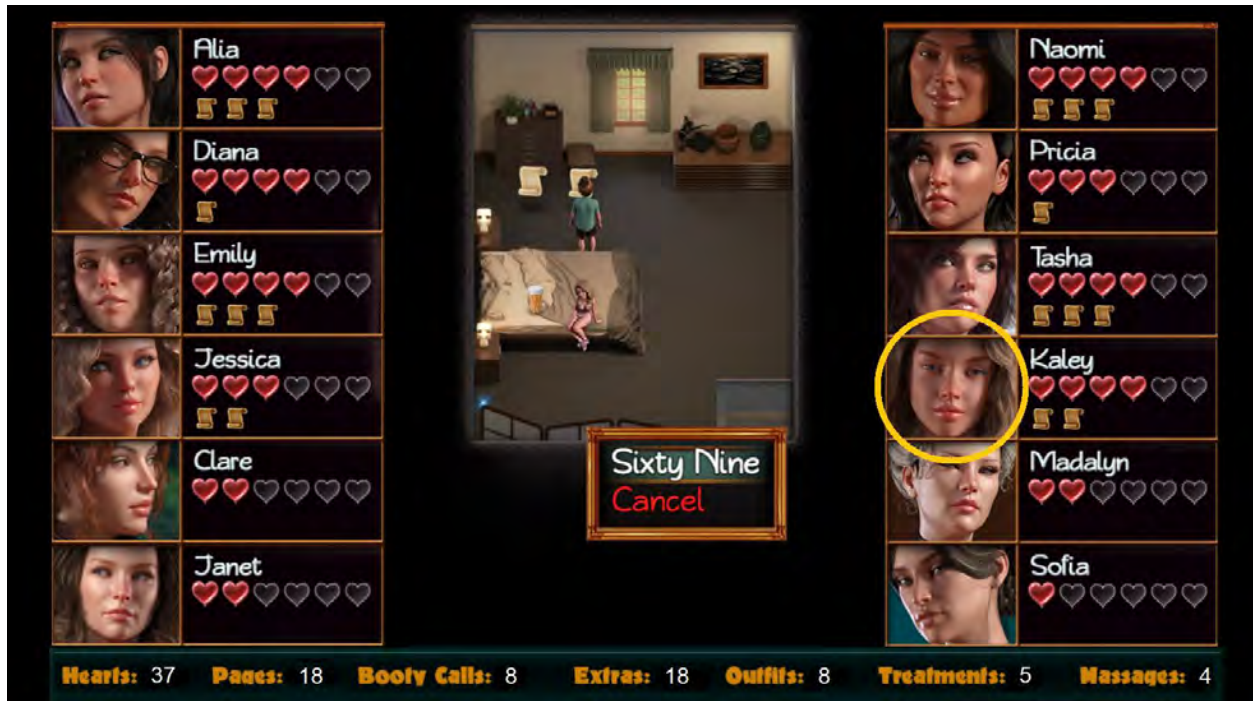 Alia
Diana
Emily
Jessica
Clare
Janet
Sixty Nine
Cancel
Naomi
Pricia
Tasha
Kaley
Madalyn
Sofia
Hearts: 37 Pages: 18 Booty Calls: 8 Extras: 18 Outfits: 8 Treatments: 5 Massages: 4